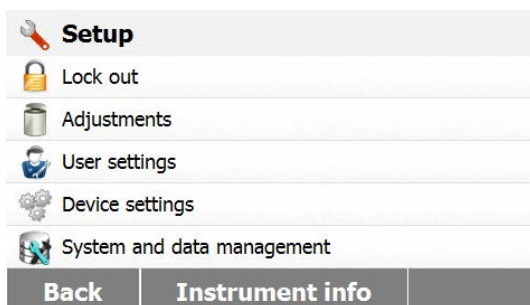 Setup
Lock out
Adjustments
User settings
Device settings
System and data management
Back Instrument info